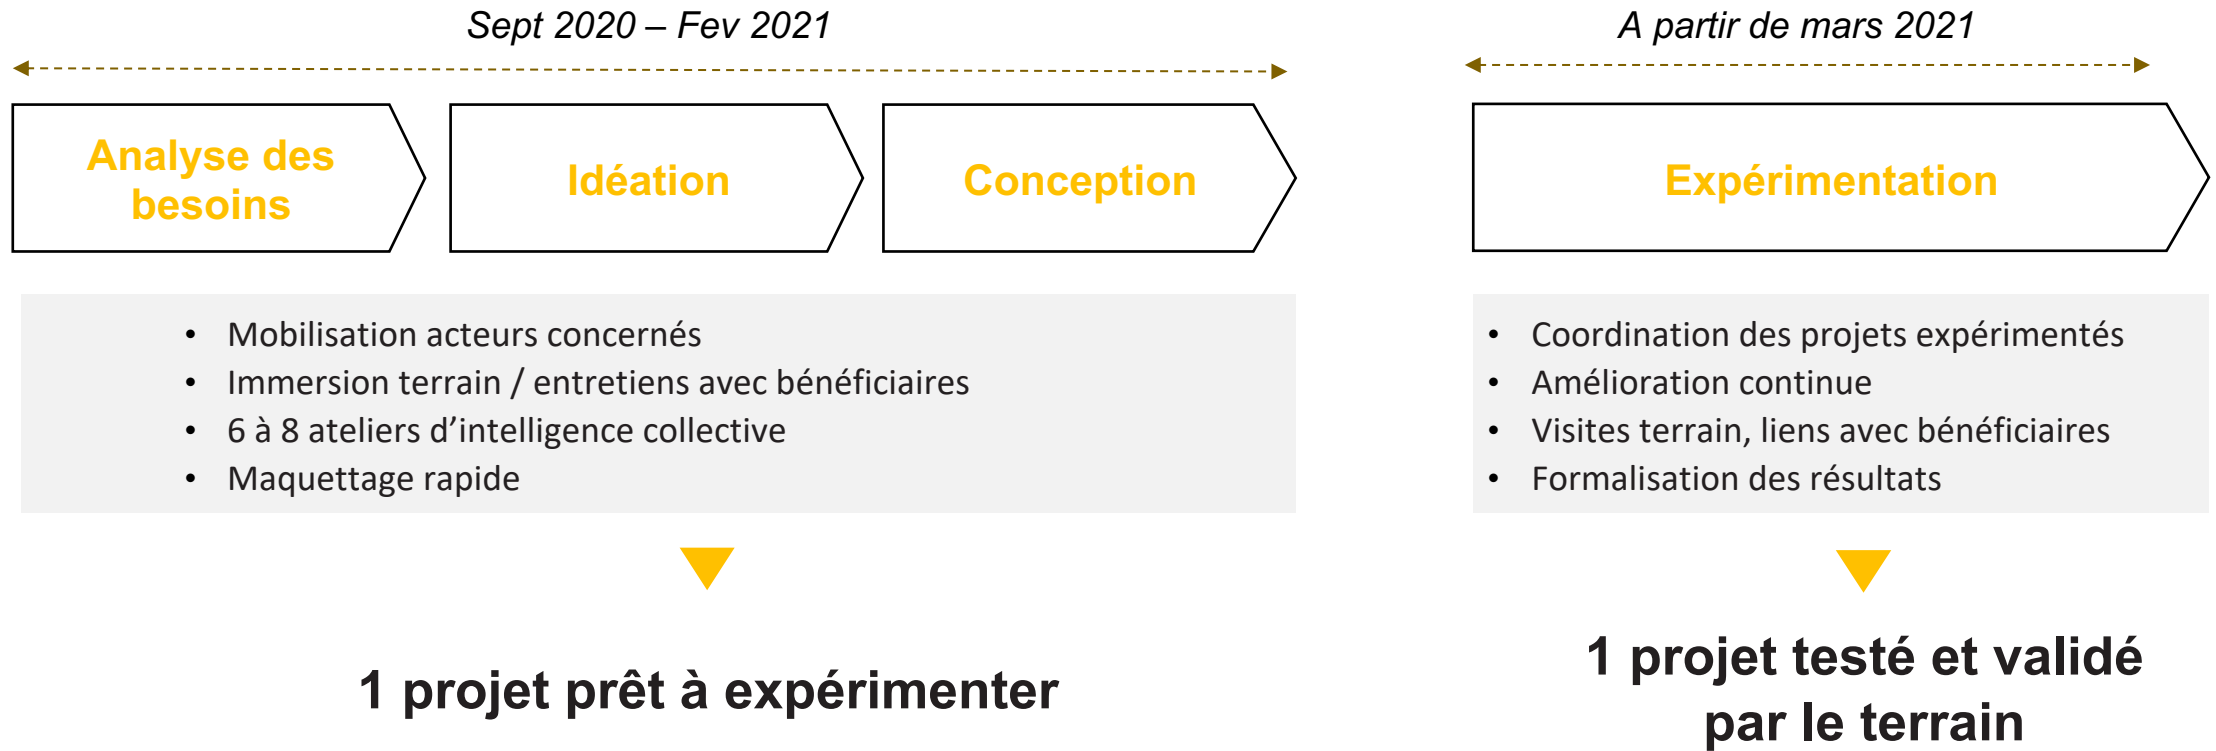 Sept 2020 – Fev 2021
Analyse des
besoins
Idéation
Conception
• Mobilisation acteurs concernés
• Immersion terrain / entretiens avec bénéficiaires
• 6 à 8 ateliers d’intelligence collective
• Maquettage rapide
1 projet prêt à expérimenter
A partir de mars 2021
Expérimentation
• Coordination des projets expérimentés
• Amélioration continue
• Visites terrain, liens avec bénéficiaires
• Formalisation des résultats
1 projet testé et validé
par le terrain